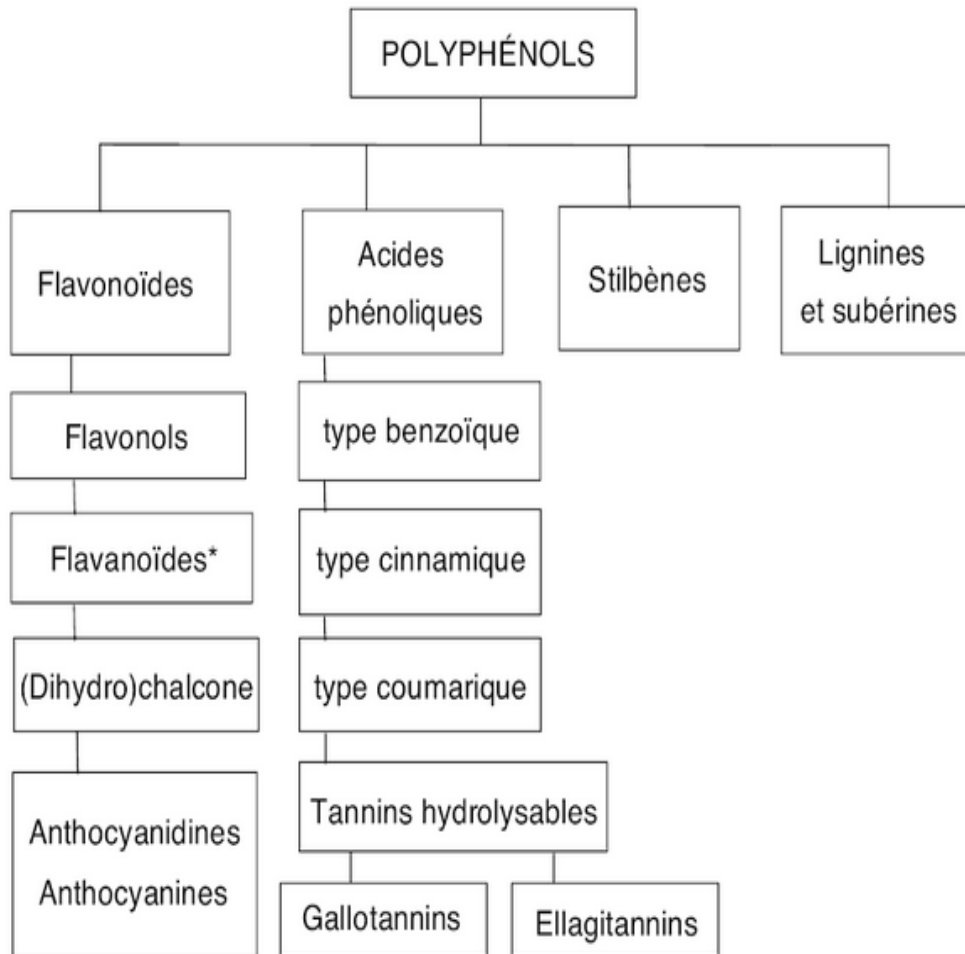 POLYPHÉNOLS
Flavonoïdes
Acides
phénoliques
Stilbènes
Lignines
et subérines
Flavonols
type benzoïque
Flavanoïdes*
type cinnamique
(Dihydro)chalcone
type coumarique
Anthocyanidines
Anthocyanines
Tannins hydrolysables
Gallotannins
Ellagitannins